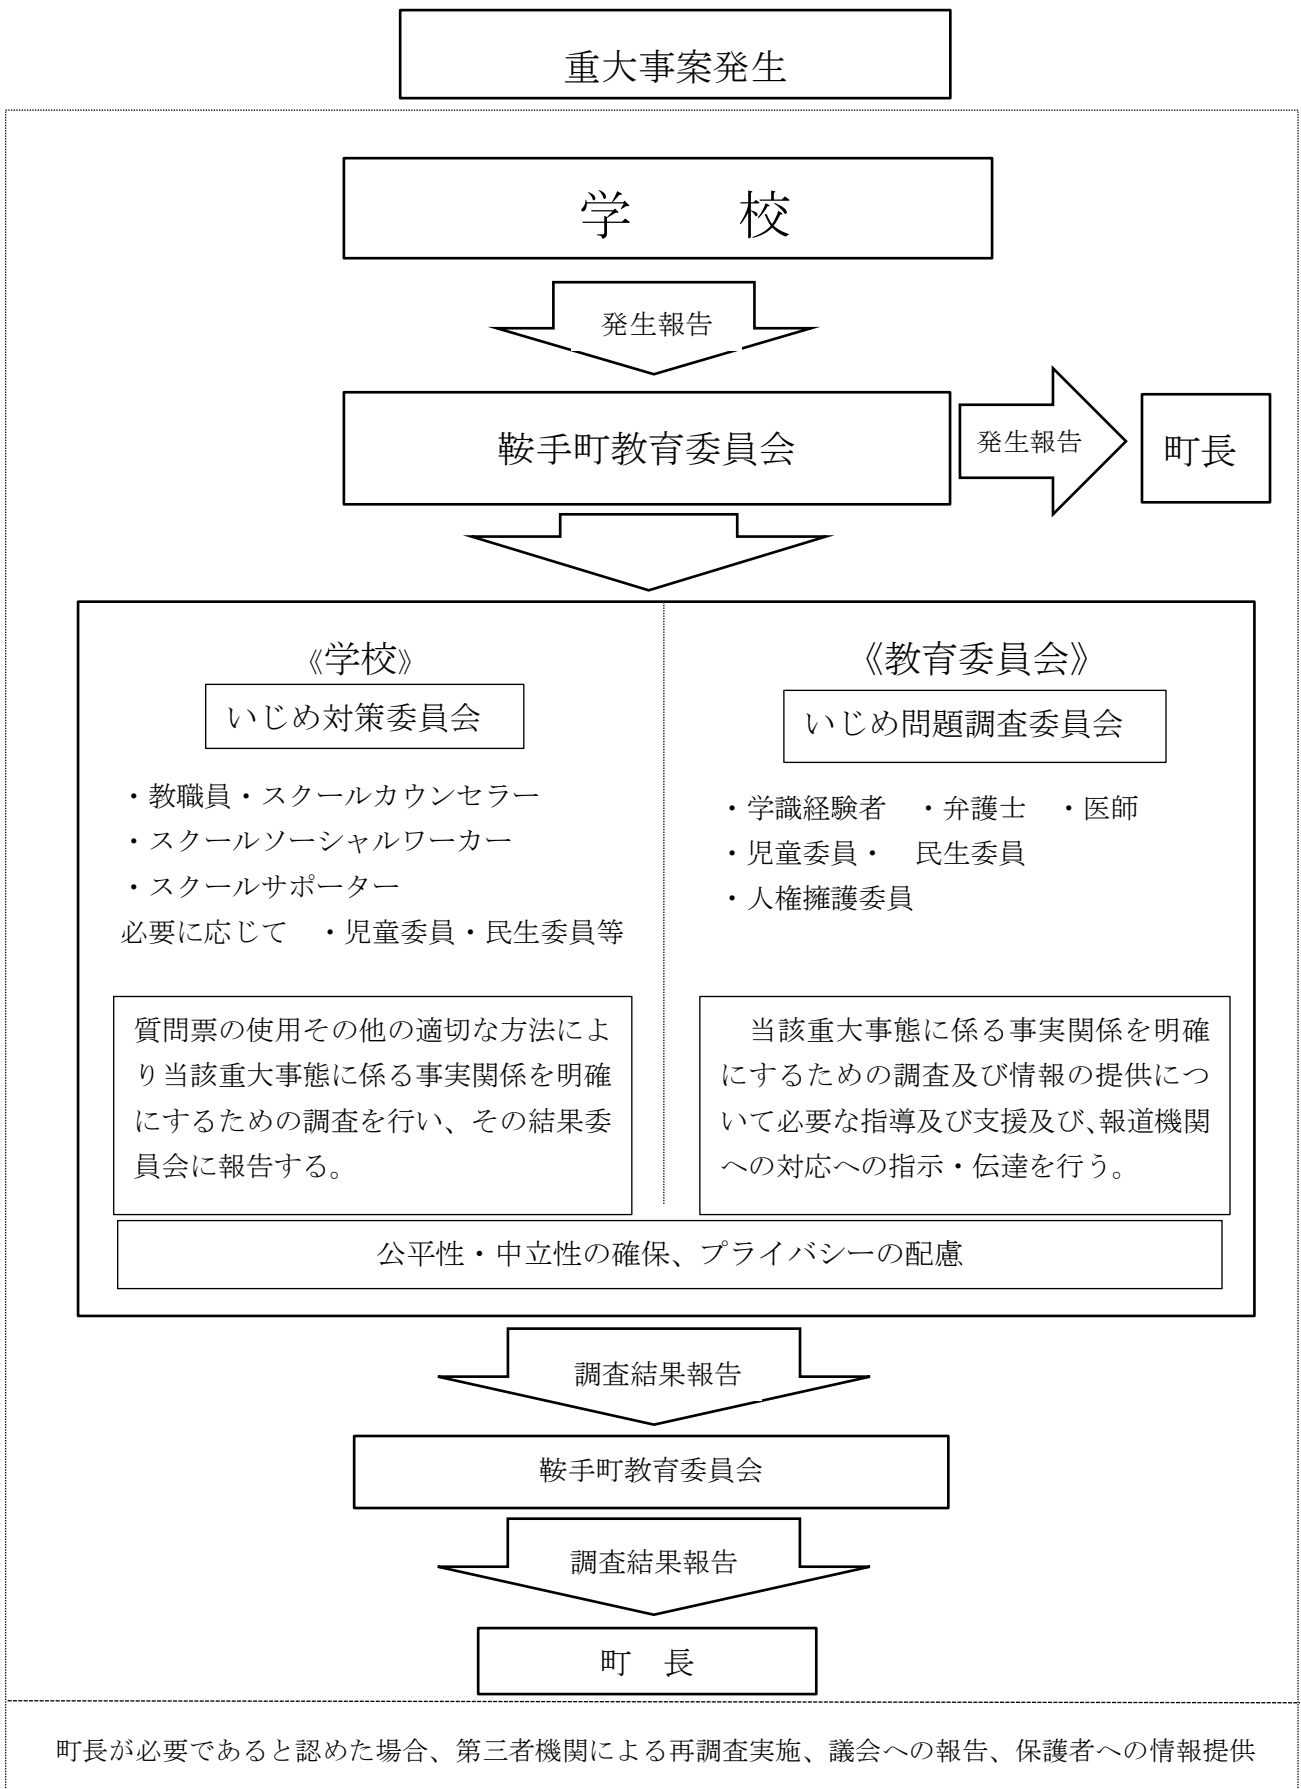 重大事案発生
学　　校
発生報告
鞍手町教育委員会
発生報告
町長
《学校》
いじめ対策委員会
・教職員・スクールカウンセラー
・スクールソーシャルワーカー
・スクールサポーター
必要に応じて　・児童委員・民生委員等
質問票の使用その他の適切な方法によ
り当該重大事態に係る事実関係を明確
にするための調査を行い、その結果委
員会に報告する。
《教育委員会》
いじめ問題調査委員会
・学識経験者　・弁護士　・医師
・児童委員・　民生委員
・人権擁護委員
　当該重大事態に係る事実関係を明確
にするための調査及び情報の提供につ
いて必要な指導及び支援及び、報道機関
への対応への指示・伝達を行う。
公平性・中立性の確保、プライバシーの配慮
調査結果報告
鞍手町教育委員会
調査結果報告
町　長
町長が必要であると認めた場合、第三者機関による再調査実施、議会への報告、保護者への情報提供